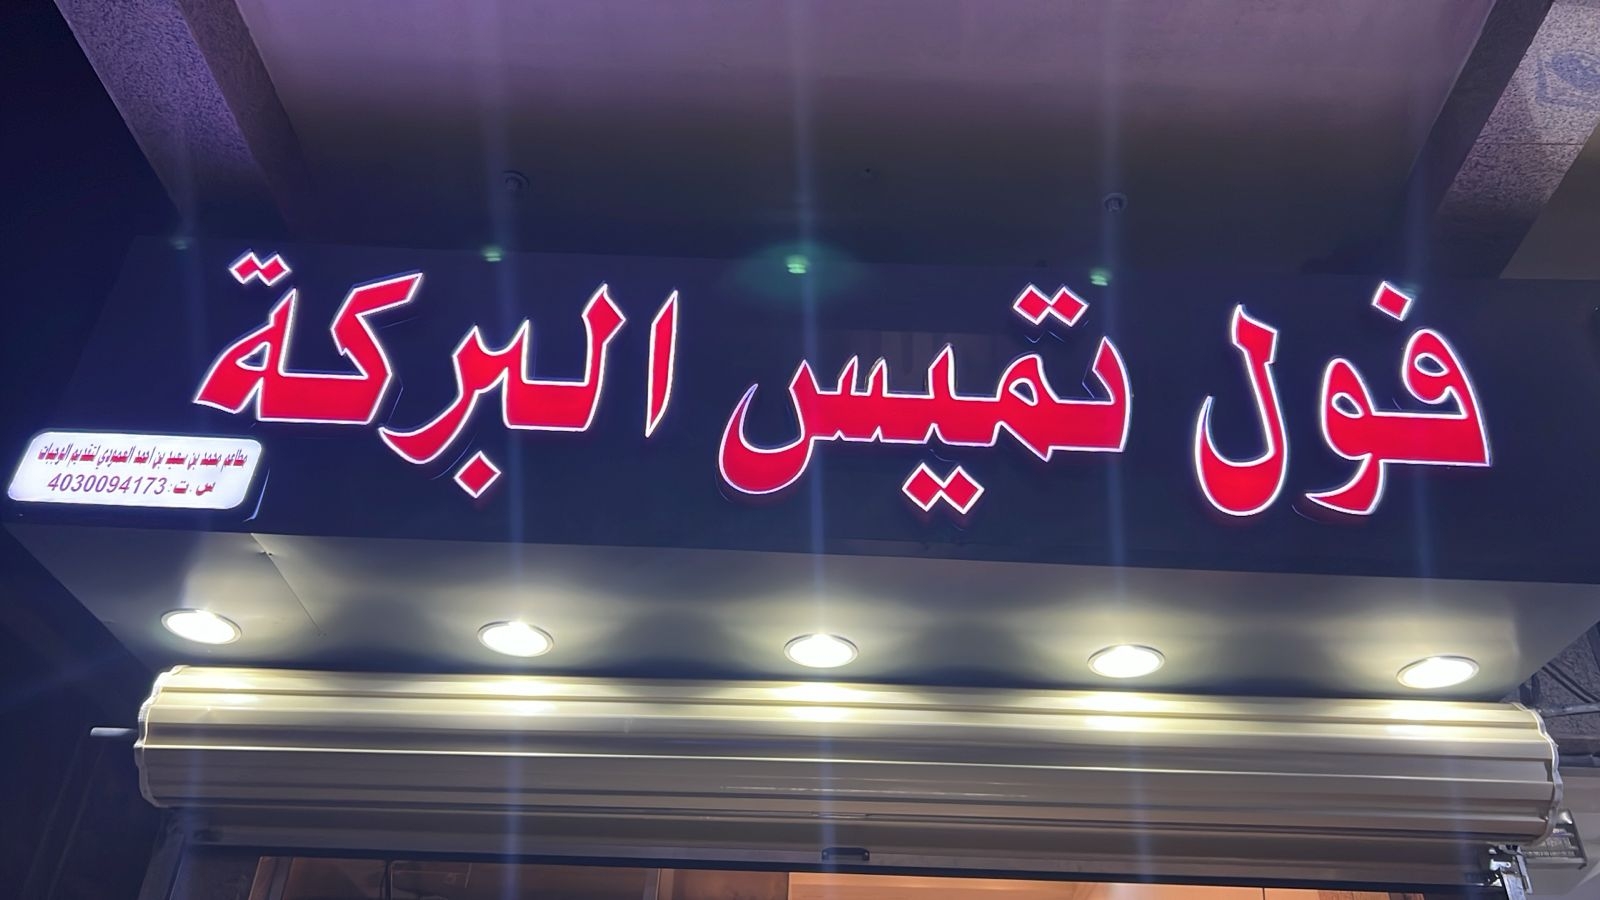 فول تميس البركة
مطاعم محمد بن سعيد بن احمد العمودي لتقديم الوجبات
س.ت:4030094173